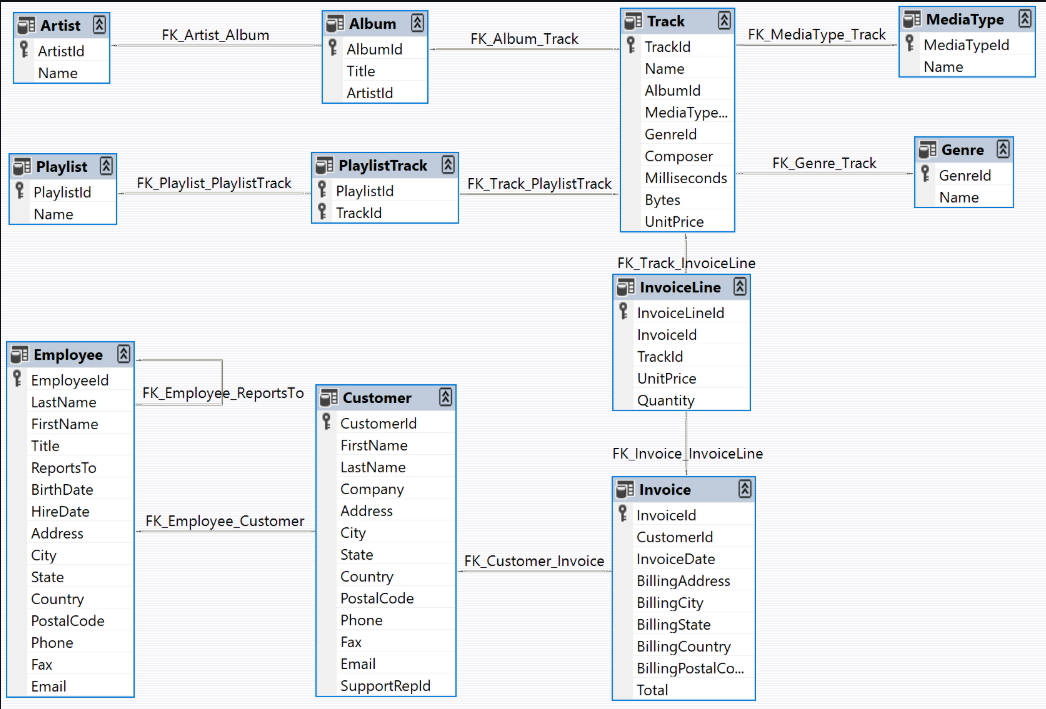 Artist
ArtistId
Name
FK_Artist_Album
Album
AlbumId
Title
ArtistId
FK_Album_Track
Track
TrackId
Name
AlbumId
MediaType...
GenreId
Composer
Milliseconds
Bytes
UnitPrice
FK_MediaType_Track
MediaType
MediaTypeId
Name
Playlist
PlaylistId
Name
FK_Playlist_PlaylistTrack
PlaylistTrack
PlaylistId
TrackId
FK_Track_PlaylistTrack
FK_Genre_Track
Genre
GenreId
Name
FK_Track_InvoiceLine
InvoiceLine
InvoiceLineId
InvoiceId
TrackId
UnitPrice
Quantity
Employee
EmployeeId
LastName
FirstName
Title
ReportsTo
BirthDate
HireDate
Address
City
State
Country
PostalCode
Phone
Fax
Email
FK_Employee_ReportsTo
FK_Employee_Customer
Customer
CustomerId
FirstName
LastName
Company
Address
City
State
Country
PostalCode
Phone
Fax
Email
SupportRepId
FK_Customer_Invoice
FK_Invoice_InvoiceLine
Invoice
InvoiceId
CustomerId
InvoiceDate
BillingAddress
BillingCity
BillingState
BillingCountry
BillingPostalCo...
Total